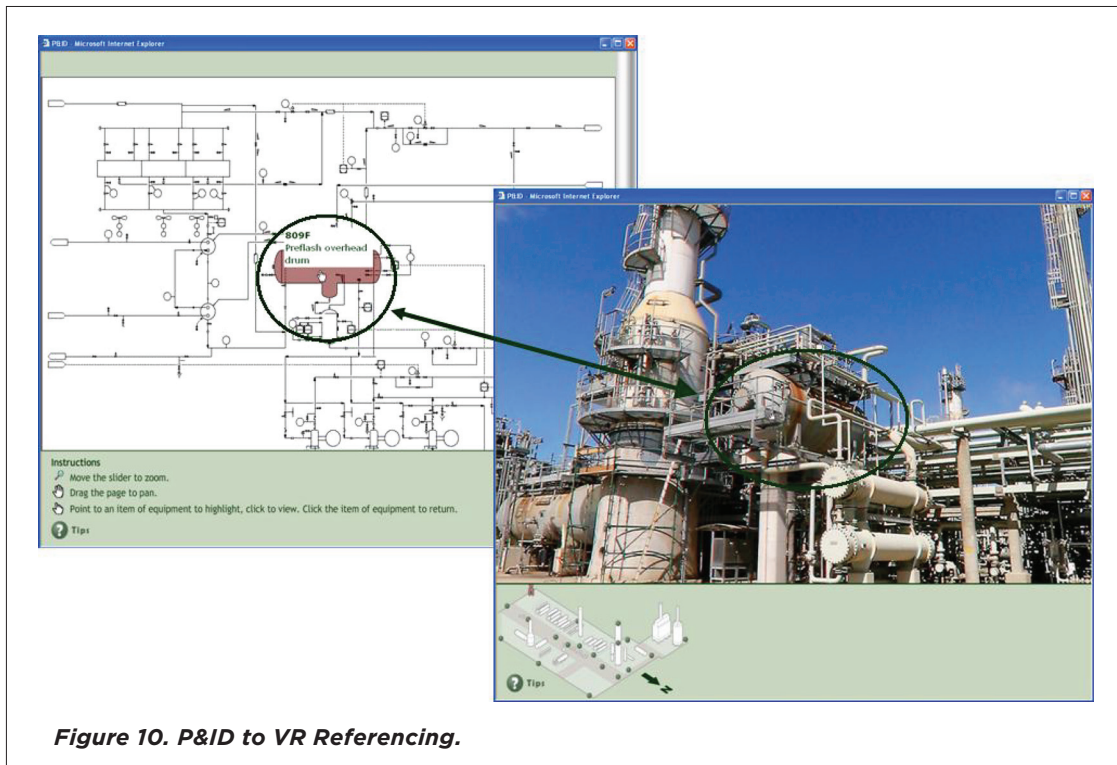 PBID - Microsoft Internet Explorer
809F
Preflash overhead
drum
Instructions
Move the slider to zoom.
Drag the page to pan.
Point to an item of equipment to highlight, click to view. Click the item of equipment to return.
? Tips
PBID - Microsoft Internet Explorer
? Tips
N
Figure 10. P&ID to VR Referencing.